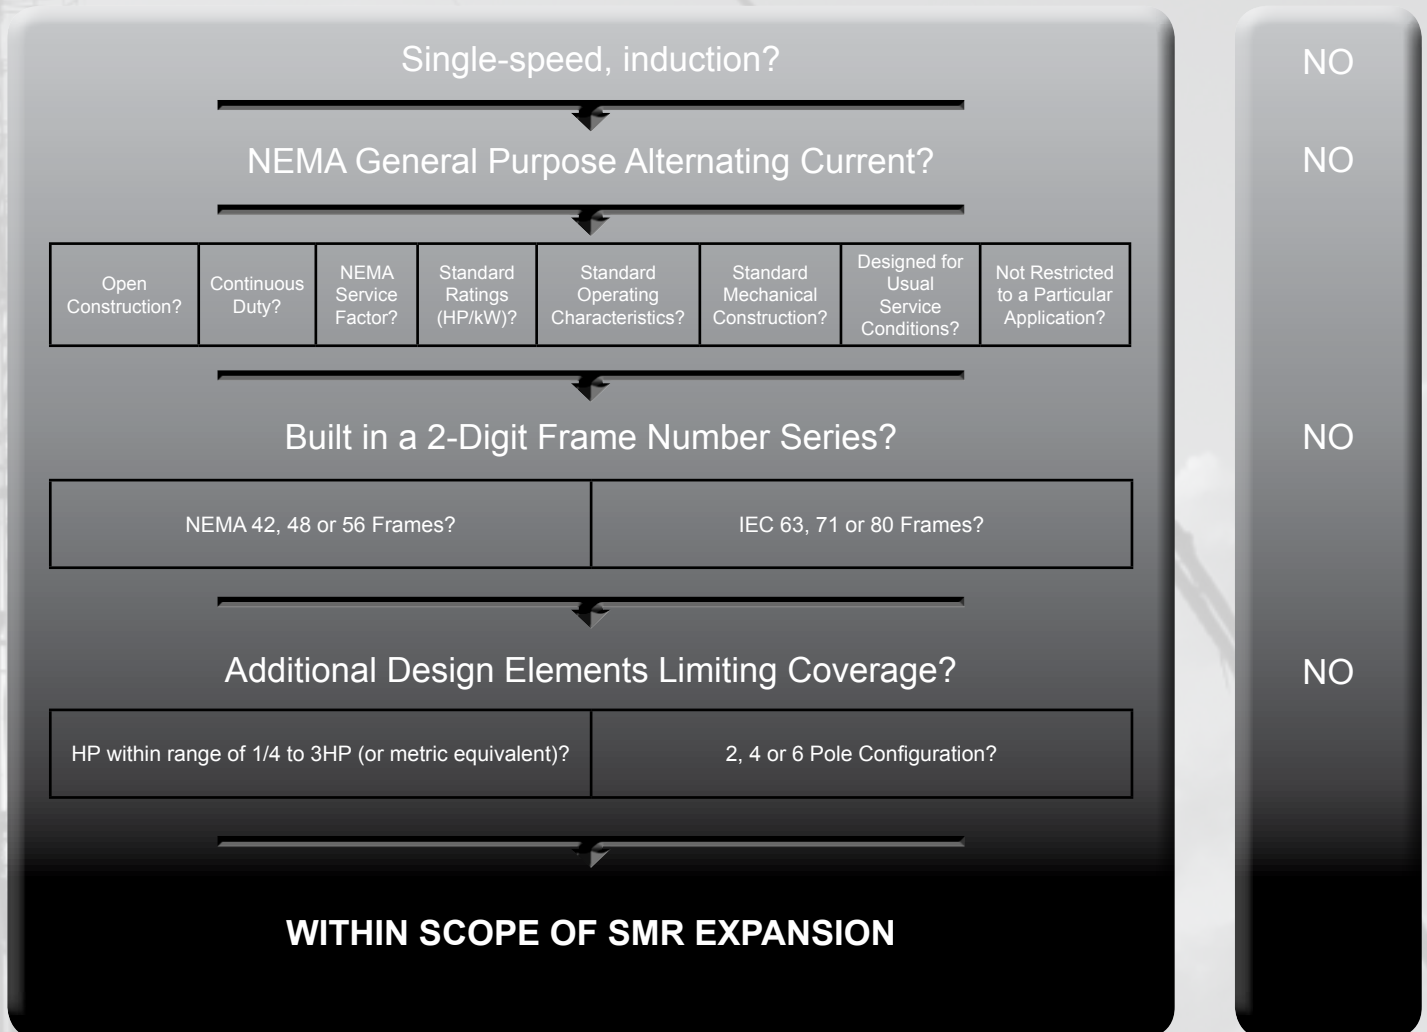 Single-speed, induction?
NO
NEMA General Purpose Alternating Current?
NO
Open
Construction?
Continuous
Duty?
NEMA
Service
Factor?
Standard
Ratings
(HP/kW)?
Standard
Operating
Characteristics?
Standard
Mechanical
Construction?
Designed for
Usual
Service
Conditions?
Not Restricted
to a Particular
Application?
Built in a 2-Digit Frame Number Series?
NO
NEMA 42, 48 or 56 Frames?
IEC 63, 71 or 80 Frames?
Additional Design Elements Limiting Coverage?
NO
HP within range of 1/4 to 3HP (or metric equivalent)?
2, 4 or 6 Pole Configuration?
WITHIN SCOPE OF SMR EXPANSION